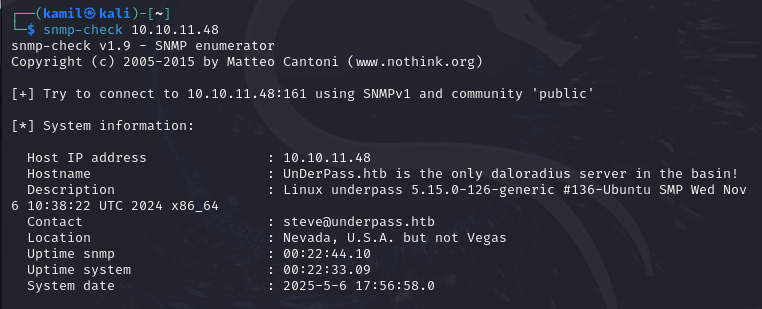 ┌──(kamil㉿kali)-[~]
└─$ snmp-check 10.10.11.48
snmp-check v1.9 - SNMP enumerator
Copyright (c) 2005-2015 by Matteo Cantoni (www.nothink.org)
[+] Try to connect to 10.10.11.48:161 using SNMPv1 and community 'public'
[*] System information:
Host IP address : 10.10.11.48
Hostname : UnDerPass.htb is the only daloradius server in the basin!
Description : Linux underpass 5.15.0-126-generic #136-Ubuntu SMP Wed Nov
6 10:38:22 UTC 2024 x86_64
Contact : steve@underpass.htb
Location : Nevada, U.S.A. but not Vegas
Uptime snmp : 00:22:44.10
Uptime system : 00:22:33.09
System date : 2025-5-6 17:56:58.0